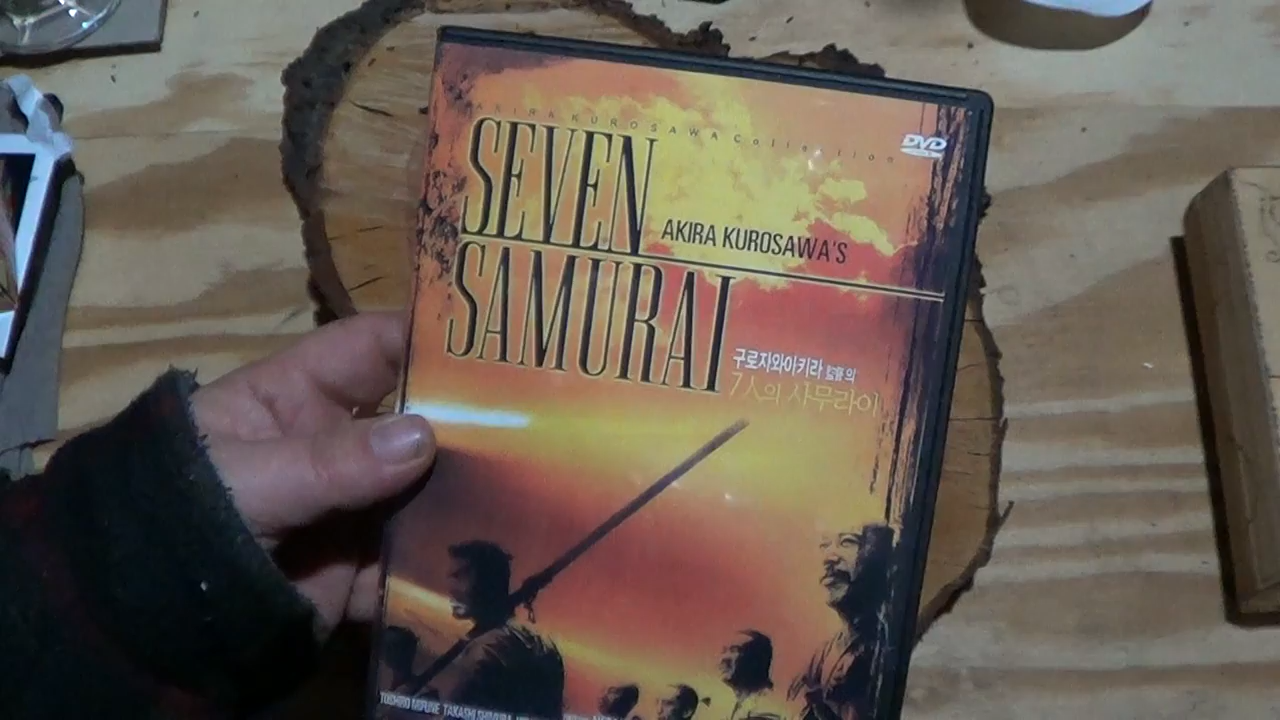 AKIRA KUROSAWA Collection
DVD
SEVEN
AKIRA KUROSAWA'S
SAMURAI
구로자와아키라 監督의
7人의 사무라이
TOSHIRO MIFUNE TAKASHI SHIMURA